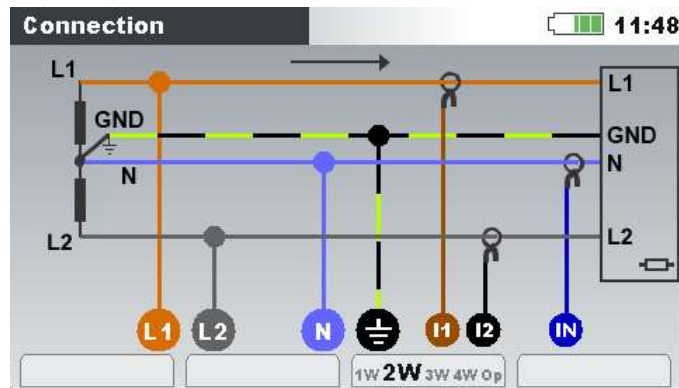 Connection 11:48
L1
L1
GND
GND
N
N
L2
L2
L1 L2 N I1 I2 IN
1W 2W 3W 4W Op